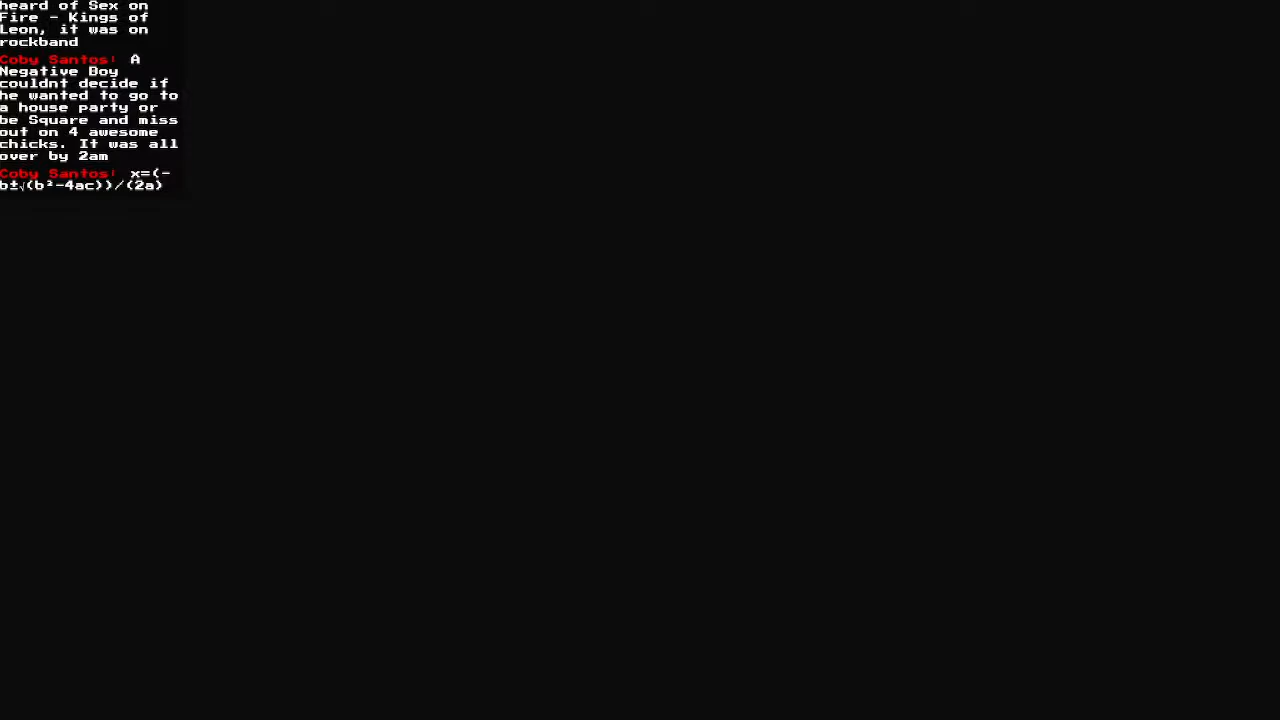 heard of Sex on
Fire - Kings of
Leon, it was on
rockband
Coby Santos: A
Negative Boy
couldnt decide if
he wanted to go to
a house party or
be Square and miss
out on 4 awesome
chicks. It was all
over by 2am
Coby Santos: x=(-
b±√(b²-4ac))/(2a)